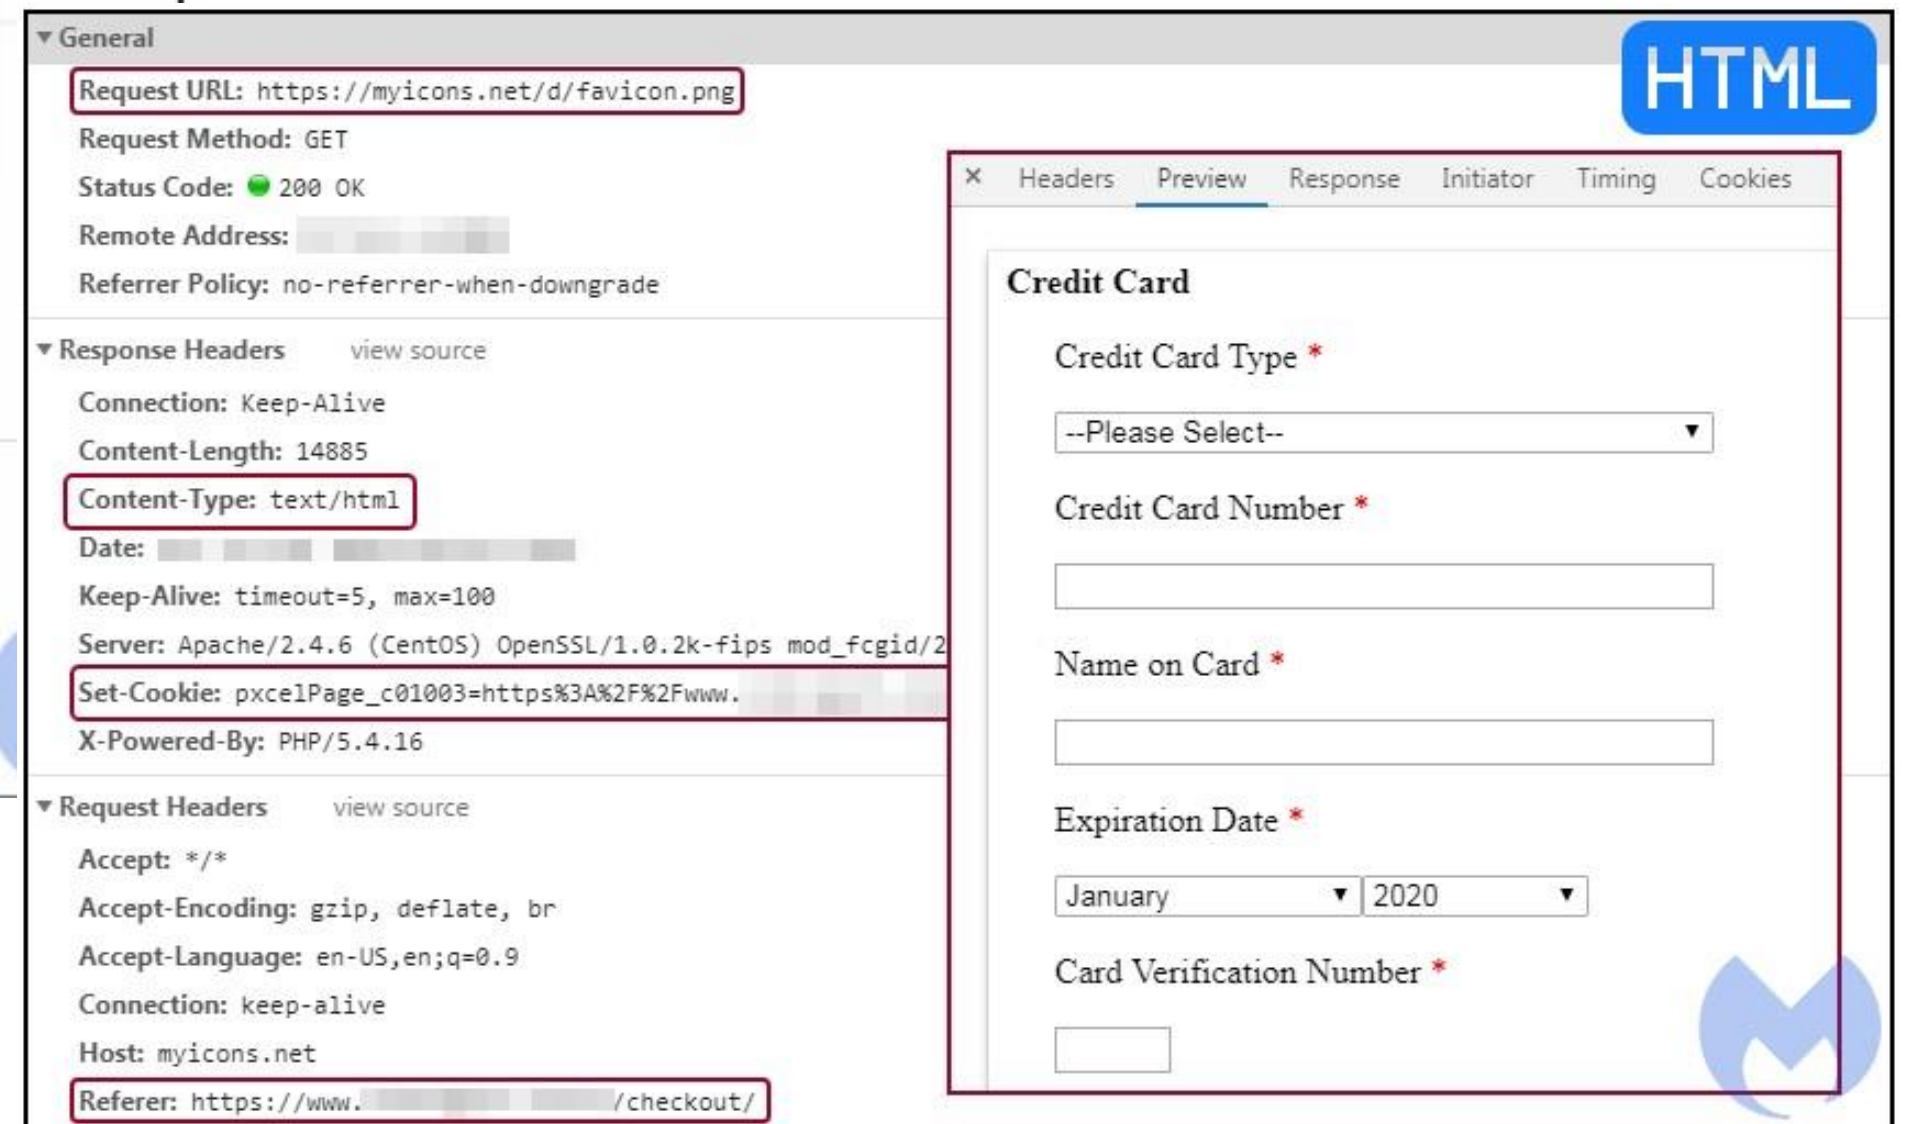 General
HTML
Request URL: https://myicons.net/d/favicon.png
Request Method: GET
Status Code: 200 OK
Remote Address:
Referrer Policy: no-referrer-when-downgrade
Response Headers view source
Connection: Keep-Alive
Content-Length: 14885
Content-Type: text/html
Date:
Keep-Alive: timeout=5, max=100
Server: Apache/2.4.6 (CentOS) OpenSSL/1.0.2k-fips mod_fcgid/2
Set-Cookie: pxcelPage_c01003=https%3A%2F%2Fwww.
X-Powered-By: PHP/5.4.16
Request Headers view source
Accept: */*
Accept-Encoding: gzip, deflate, br
Accept-Language: en-US,en;q=0.9
Connection: keep-alive
Host: myicons.net
Referer: https://www. /checkout/
× Headers Preview Response Initiator Timing Cookies
Credit Card
Credit Card Type *
--Please Select--
Credit Card Number *
Name on Card *
Expiration Date *
January 2020
Card Verification Number *